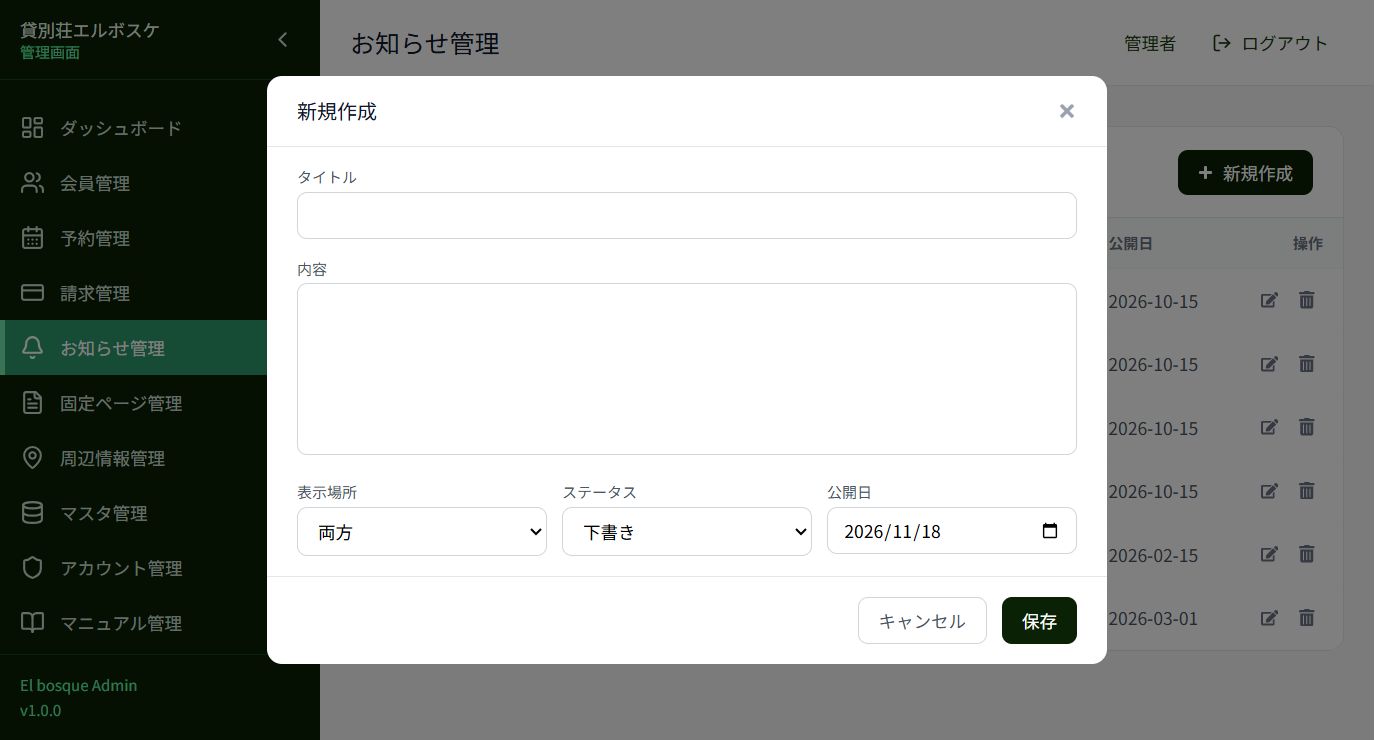 貸別荘エルボスケ
管理画面
ダッシュボード
会員管理
予約管理
請求管理
お知らせ管理
固定ページ管理
周辺情報管理
マスタ管理
アカウント管理
マニュアル管理
El bosque Admin
v1.0.0
お知らせ管理
管理者
ログアウト
新規作成
公開日 操作
2026-10-15
2026-10-15
2026-10-15
2026-10-15
2026-02-15
2026-03-01
新規作成
タイトル
内容
表示場所 ステータス 公開日
両方 下書き 2026/11/18
キャンセル 保存